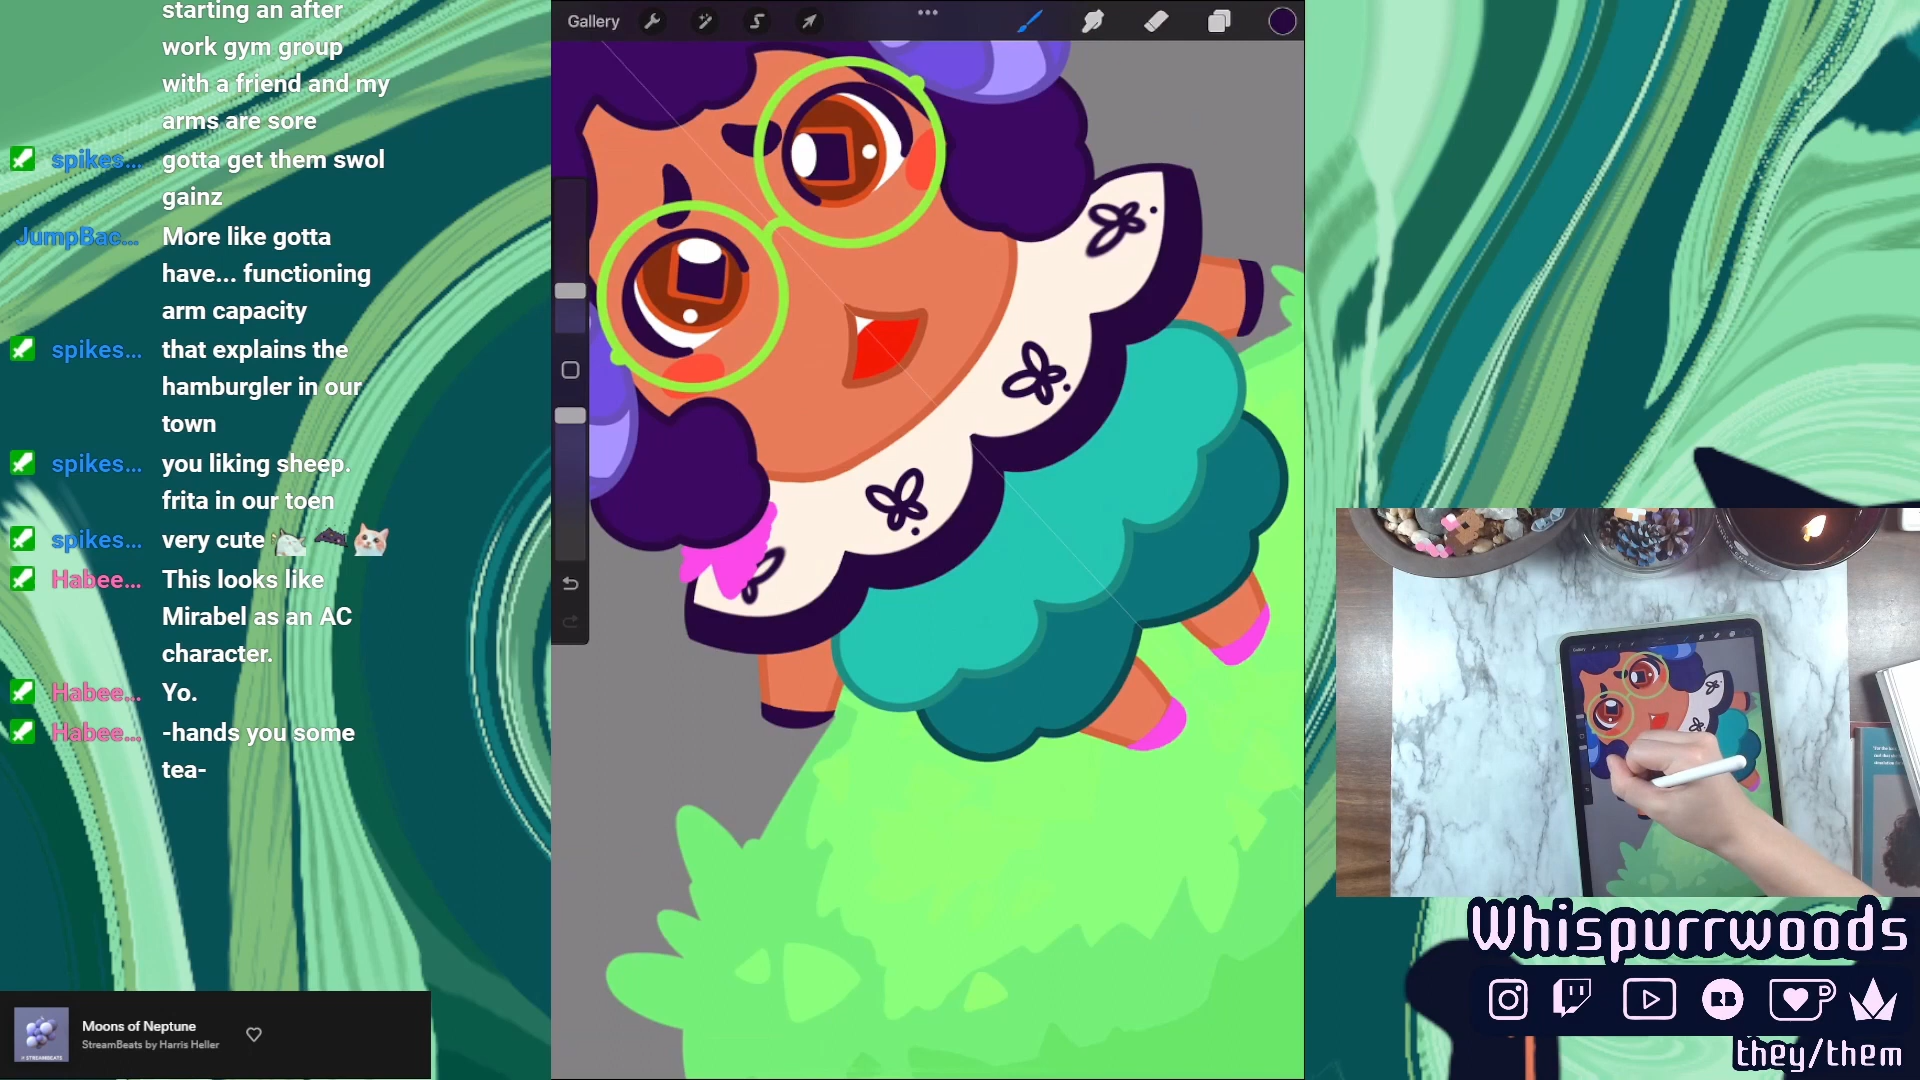 starting an after
work gym group
with a friend and my
arms are sore
spikes... gotta get them swol
gainz
JumpBac... More like gotta
have... functioning
arm capacity
spikes... that explains the
hamburgler in our
town
spikes... you liking sheep.
frita in our toen
spikes... very cute
Habee... This looks like
Mirabel as an AC
character.
Habee... Yo.
Habee... -hands you some
tea-
Moons of Neptune
StreamBeats by Harris Heller
Gallery
Whispurrwoods
RB
they/them